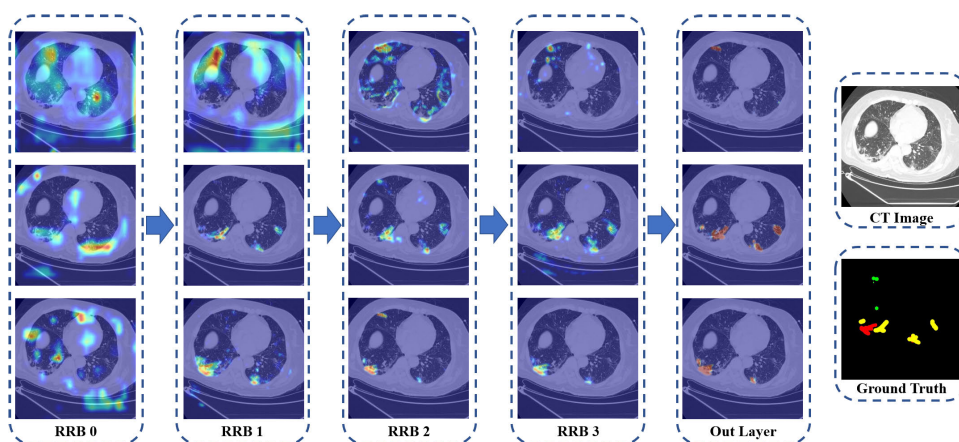 CT Image
Ground Truth
RRB 0
RRB 1
RRB 2
RRB 3
Out Layer